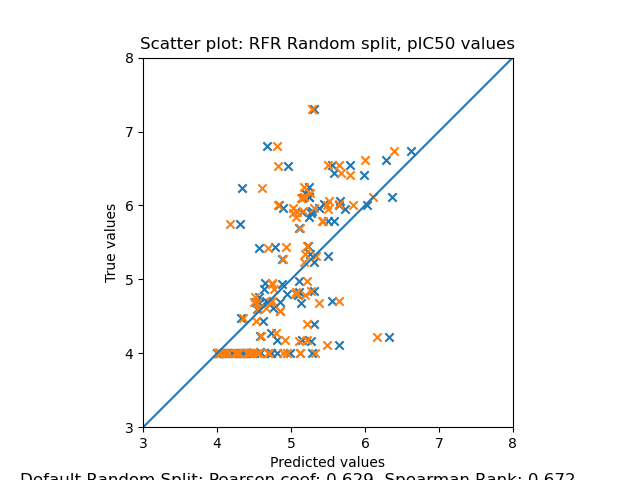 Scatter plot: RFR Random split, pIC50 values
8
7
6
5
4
3
True values
3 4 5 6 7 8
Predicted values
Default Random Split: Pearson coef: 0.629, Spearman Rank: 0.672